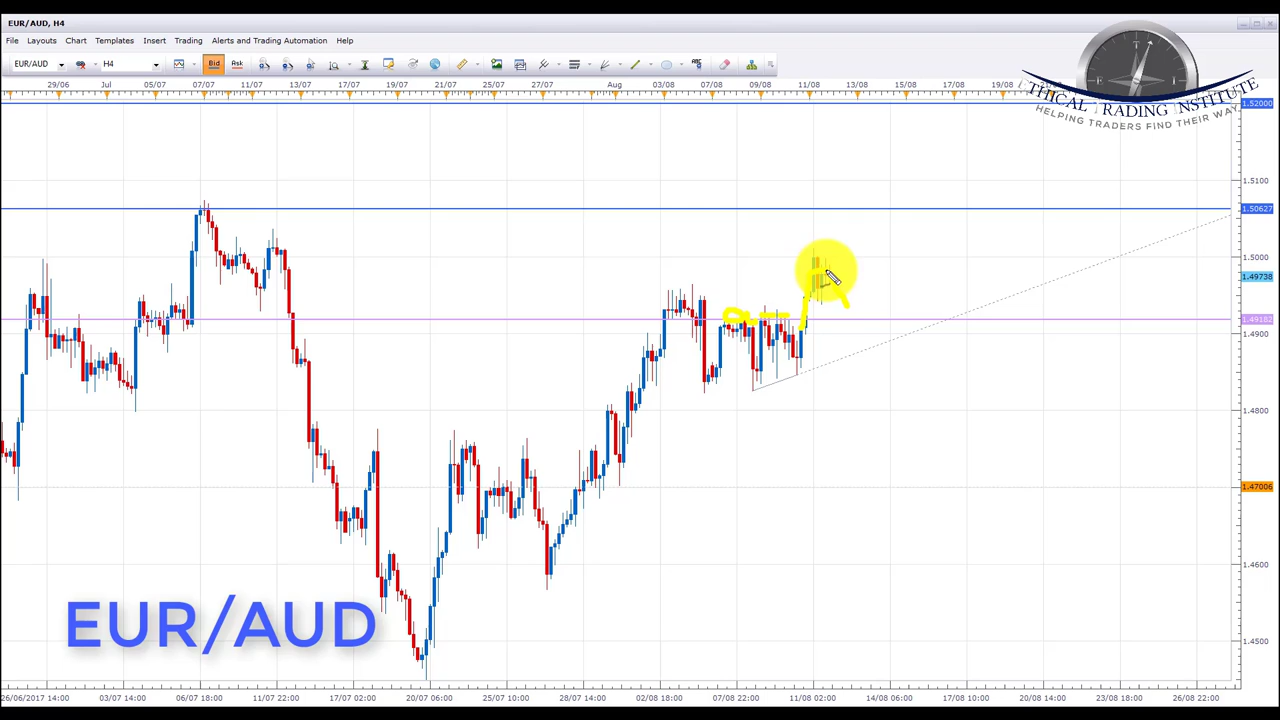 EUR/AUD, H4
File Layouts Chart Templates Insert Trading Alerts and Trading Automation Help
EUR/AUD H4 Bid Ask ABC
29/06 Jul 05/07 07/07 11/07 13/07 17/07 19/07 21/07 25/07 27/07 Aug 03/08 07/08 09/08 11/08 13/08 15/08 17/08 19/08
T E I
THICAL TRADING INSTITUTE
HELPING TRADERS FIND THEIR WAY
1.52000
1.5100
1.50627
1.5000
1.49738
1.49182
1.4900
1.4800
1.47006
1.4600
1.4500
EUR/AUD
26/06/2017 14:00 03/07 14:00 06/07 18:00 11/07 22:00 17/07 02:00 20/07 06:00 25/07 10:00 28/07 14:00 02/08 18:00 07/08 22:00 11/08 02:00 14/08 06:00 17/08 10:00 20/08 14:00 23/08 18:00 26/08 22:00